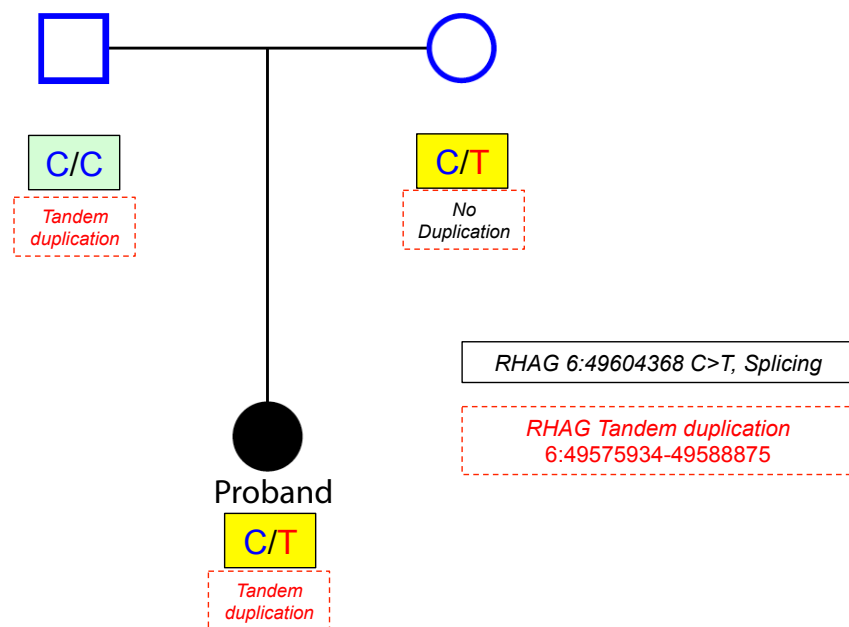 C/C
C/T
Tandem
duplication
No
Duplication
RHAG 6:49604368 C>T, Splicing
RHAG Tandem duplication
6:49575934-49588875
Proband
C/T
Tandem
duplication